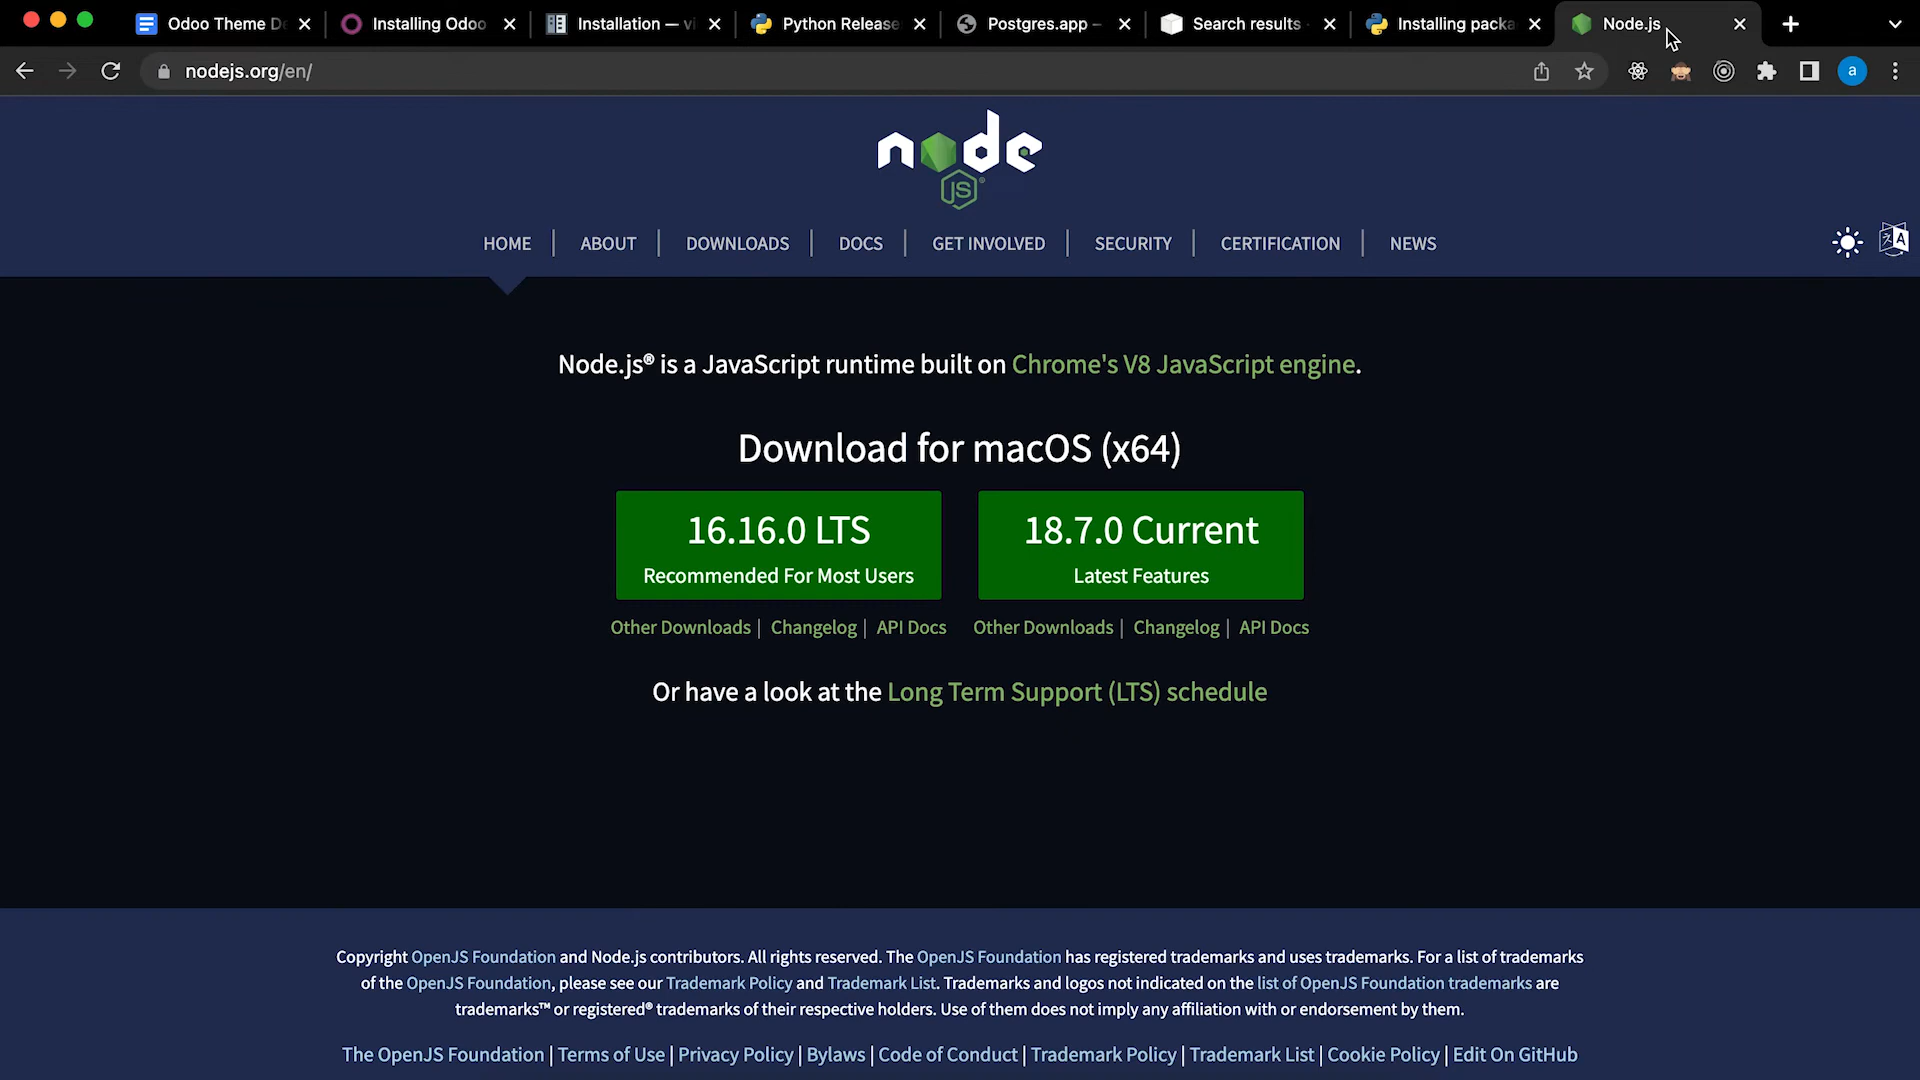 Odoo Theme De
Installing Odoo
Installation — vi
Python Release
Postgres.app –
Search results
Installing packa
Node.js
nodejs.org/en/
a
node
JS
HOME
ABOUT
DOWNLOADS
DOCS
GET INVOLVED
SECURITY
CERTIFICATION
NEWS
Node.js® is a JavaScript runtime built on Chrome's V8 JavaScript engine.
Download for macOS (x64)
16.16.0 LTS
Recommended For Most Users
18.7.0 Current
Latest Features
Other Downloads | Changelog | API Docs
Other Downloads | Changelog | API Docs
Or have a look at the Long Term Support (LTS) schedule
Copyright OpenJS Foundation and Node.js contributors. All rights reserved. The OpenJS Foundation has registered trademarks and uses trademarks. For a list of trademarks
of the OpenJS Foundation, please see our Trademark Policy and Trademark List. Trademarks and logos not indicated on the list of OpenJS Foundation trademarks are
trademarks™ or registered® trademarks of their respective holders. Use of them does not imply any affiliation with or endorsement by them.
The OpenJS Foundation | Terms of Use | Privacy Policy | Bylaws | Code of Conduct | Trademark Policy | Trademark List | Cookie Policy | Edit On GitHub